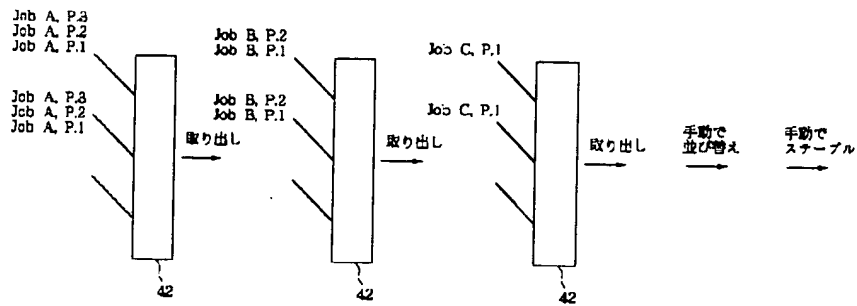 Job A, P.3
Job A, P.2
Job A, P.1
Job A, P.3
Job A, P.2
Job A, P.1
取り出し
42
Job B, P.2
Job B, P.1
Job B, P.2
Job B, P.1
取り出し
42
Job C, P.1
Job C, P.1
取り出し
42
手動で
並び替え
手動で
ステープル